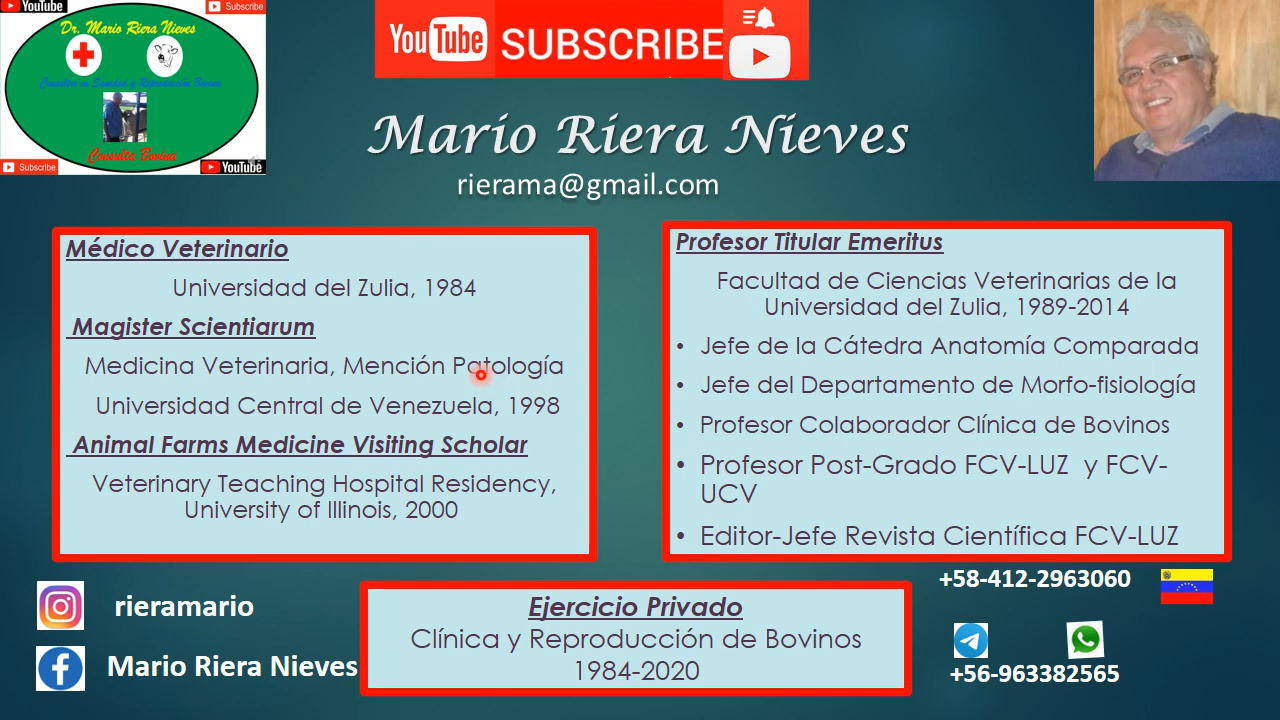 YouTube
Subscribe
Dr. Mario Riera Nieves
Consultor en Sanidad y Reproducción Bovina
Consulta Bovina
Subscribe
YouTube
YouTube SUBSCRIBE
Mario Riera Nieves
rierama@gmail.com
Médico Veterinario
Universidad del Zulia, 1984
Magister Scientiarum
Medicina Veterinaria, Mención Patología
Universidad Central de Venezuela, 1998
Animal Farms Medicine Visiting Scholar
Veterinary Teaching Hospital Residency,
University of Illinois, 2000
Profesor Titular Emeritus
Facultad de Ciencias Veterinarias de la
Universidad del Zulia, 1989-2014
• Jefe de la Cátedra Anatomía Comparada
• Jefe del Departamento de Morfo-fisiología
• Profesor Colaborador Clínica de Bovinos
• Profesor Post-Grado FCV-LUZ y FCV-
UCV
• Editor-Jefe Revista Científica FCV-LUZ
rieramario
Mario Riera Nieves
Ejercicio Privado
Clínica y Reproducción de Bovinos
1984-2020
+58-412-2963060
+56-963382565